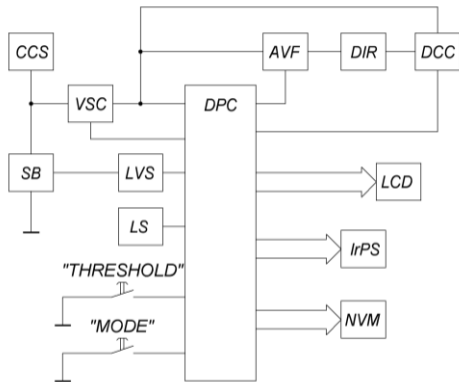 CCS
AVF
DIR
DCC
VSC
DPC
SB
LVS
LCD
LS
IrPS
"THRESHOLD"
NVM
"MODE"